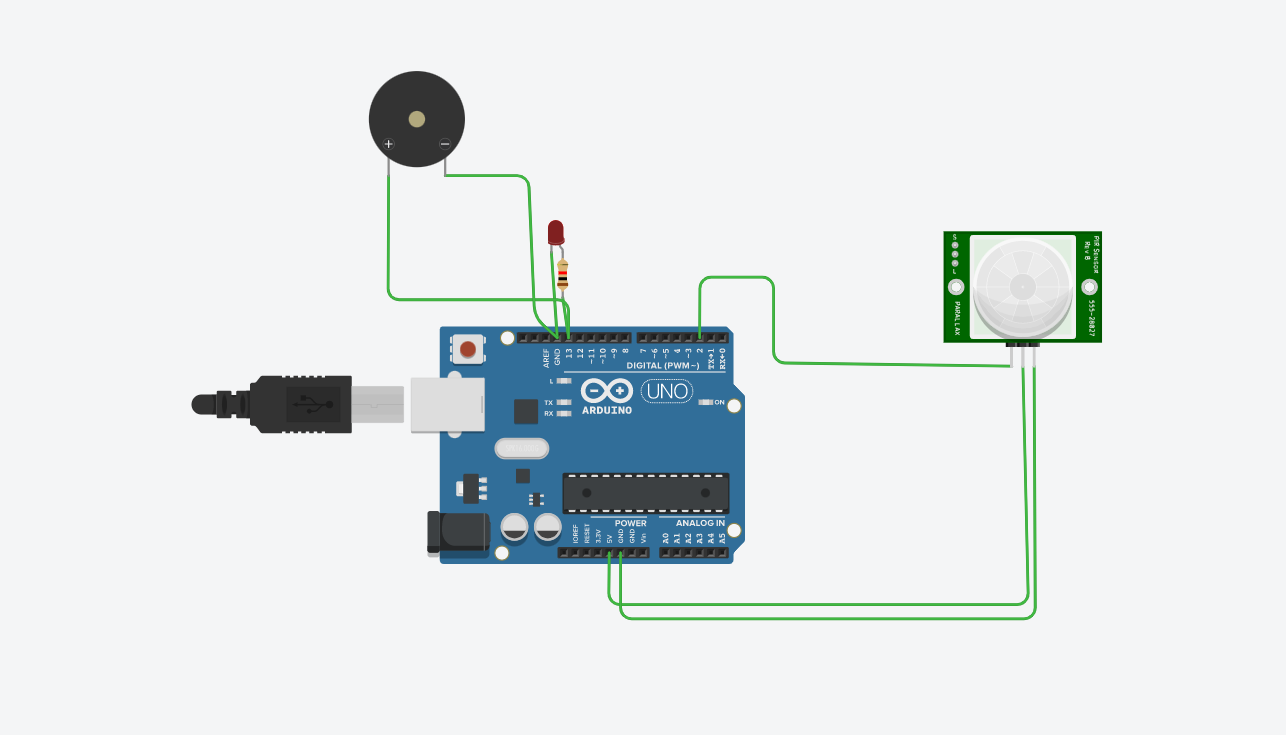 +
−
S
L
PIR Sensor
Rev B
PARALLAX
555-28027
AREF
GND
13
12
~11
~10
~9
8
7
~6
~5
4
~3
2
TX→1
RX←0
DIGITAL (PWM~)
L
TX
RX
ARDUINO
UNO
ON
POWER
ANALOG IN
IOREF
RESET
3.3V
5V
GND
GND
Vin
A0
A1
A2
A3
A4
A5